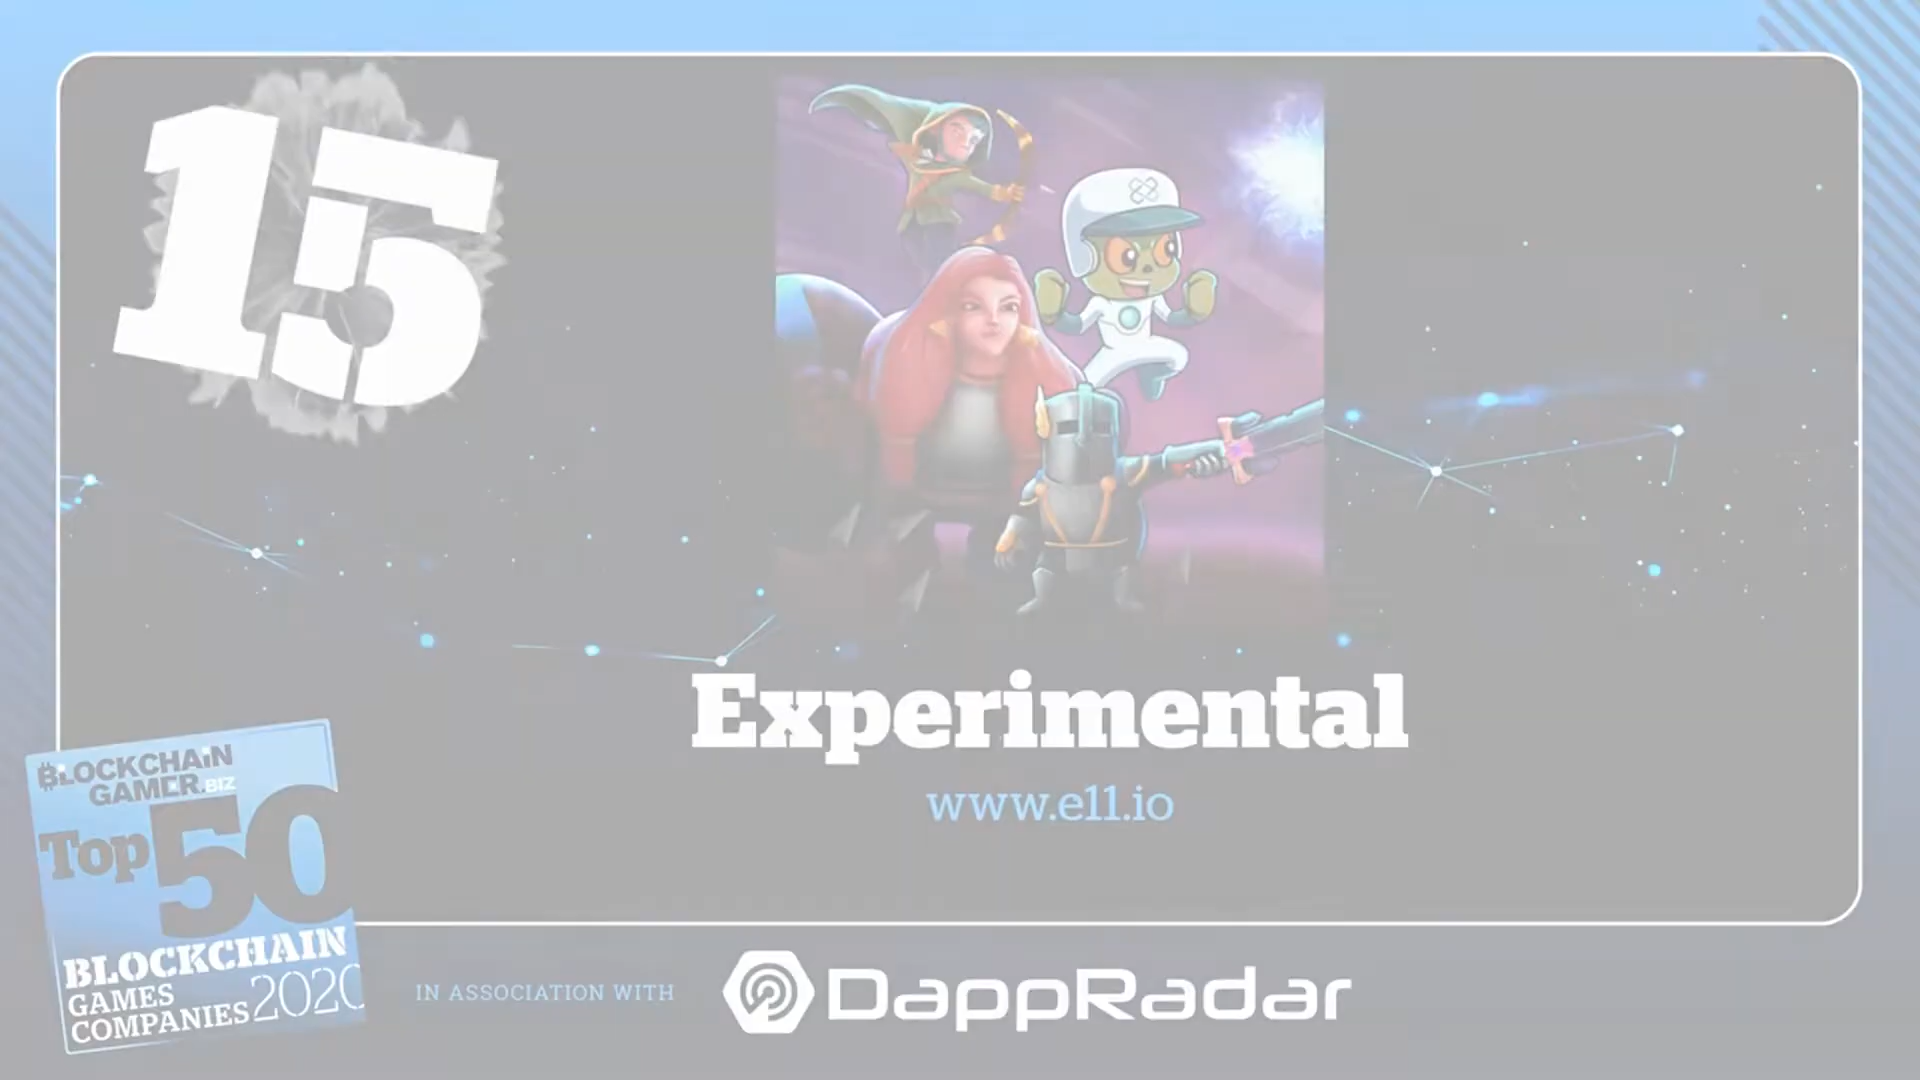 15
Experimental
www.e11.io
BLOCKCHAIN
GAMER.BIZ
Top 50
BLOCKCHAIN
GAMES
COMPANIES 2020
IN ASSOCIATION WITH
DappRadar